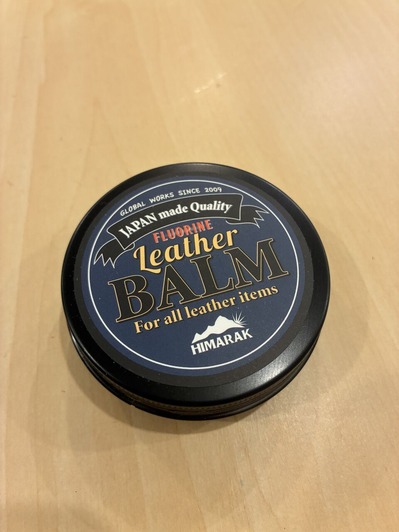 GLOBAL WORKS SINCE 2009
JAPAN made Quality
FLUORINE
Leather
BALM
For all leather items
HIMARAK